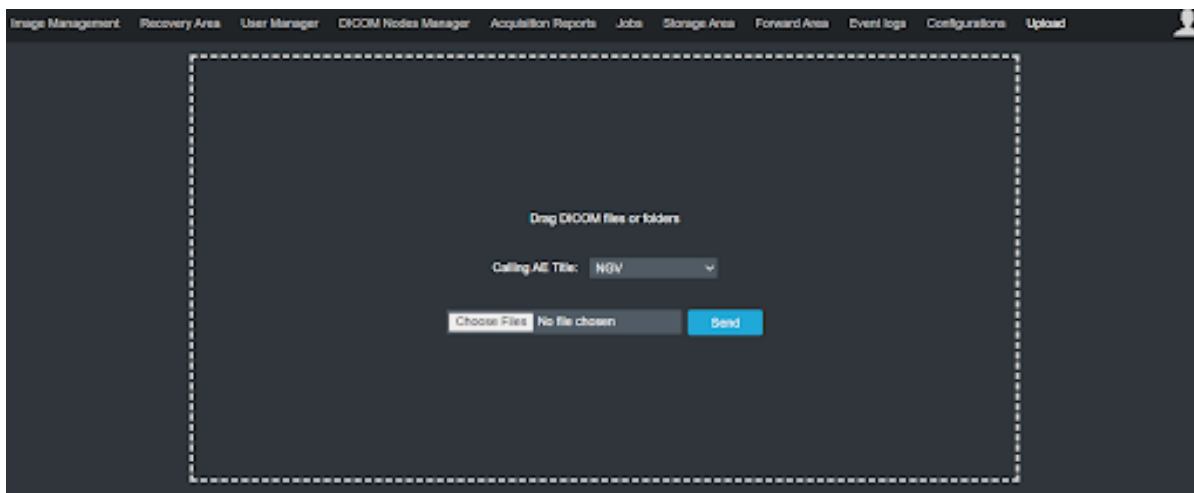 Image Management Recovery Area User Manager DICOM Nodes Manager Acquisition Reports Jobs Storage Area Forward Area Event logs Configurations Upload
Drag DICOM files or folders
Calling AE Title: NGV
Choose Files No file chosen Send